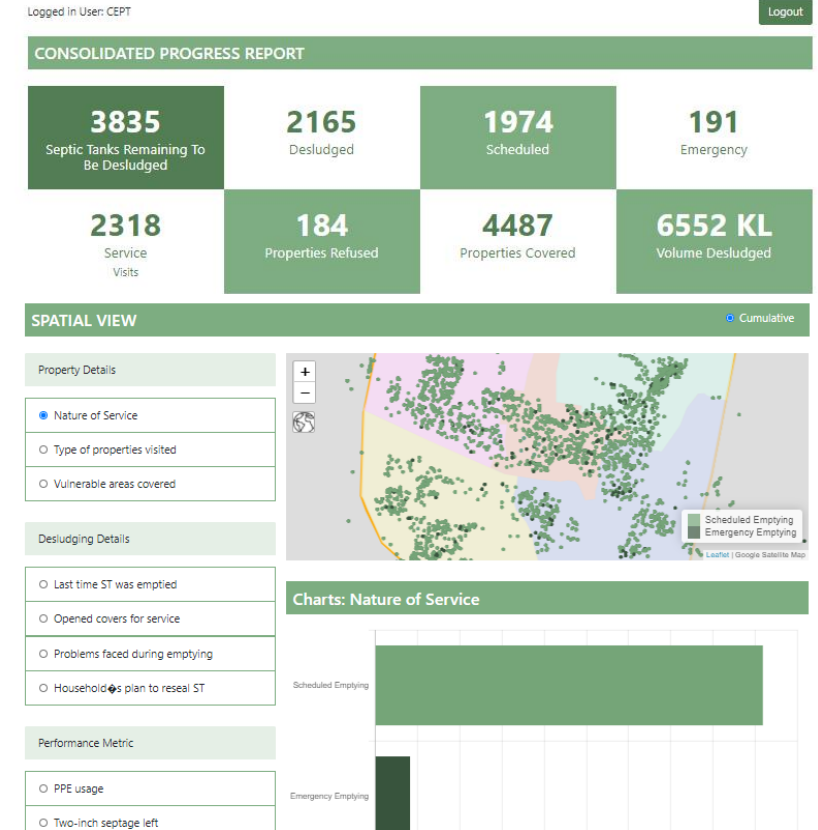 Logged in User: CEPT
Logout
CONSOLIDATED PROGRESS REPORT
3835
Septic Tanks Remaining To
Be Desludged
2165
Desludged
1974
Scheduled
191
Emergency
2318
Service
Visits
184
Properties Refused
4487
Properties Covered
6552 KL
Volume Desludged
SPATIAL VIEW
Cumulative
Property Details
Nature of Service
Type of properties visited
Vulnerable areas covered
Desludging Details
Last time ST was emptied
Opened covers for service
Problems faced during emptying
Household�s plan to reseal ST
Performance Metric
PPE usage
Two-inch septage left
+
−
Scheduled Emptying
Emergency Emptying
Leaflet | Google Satellite Map
Charts: Nature of Service
Scheduled Emptying
Emergency Emptying